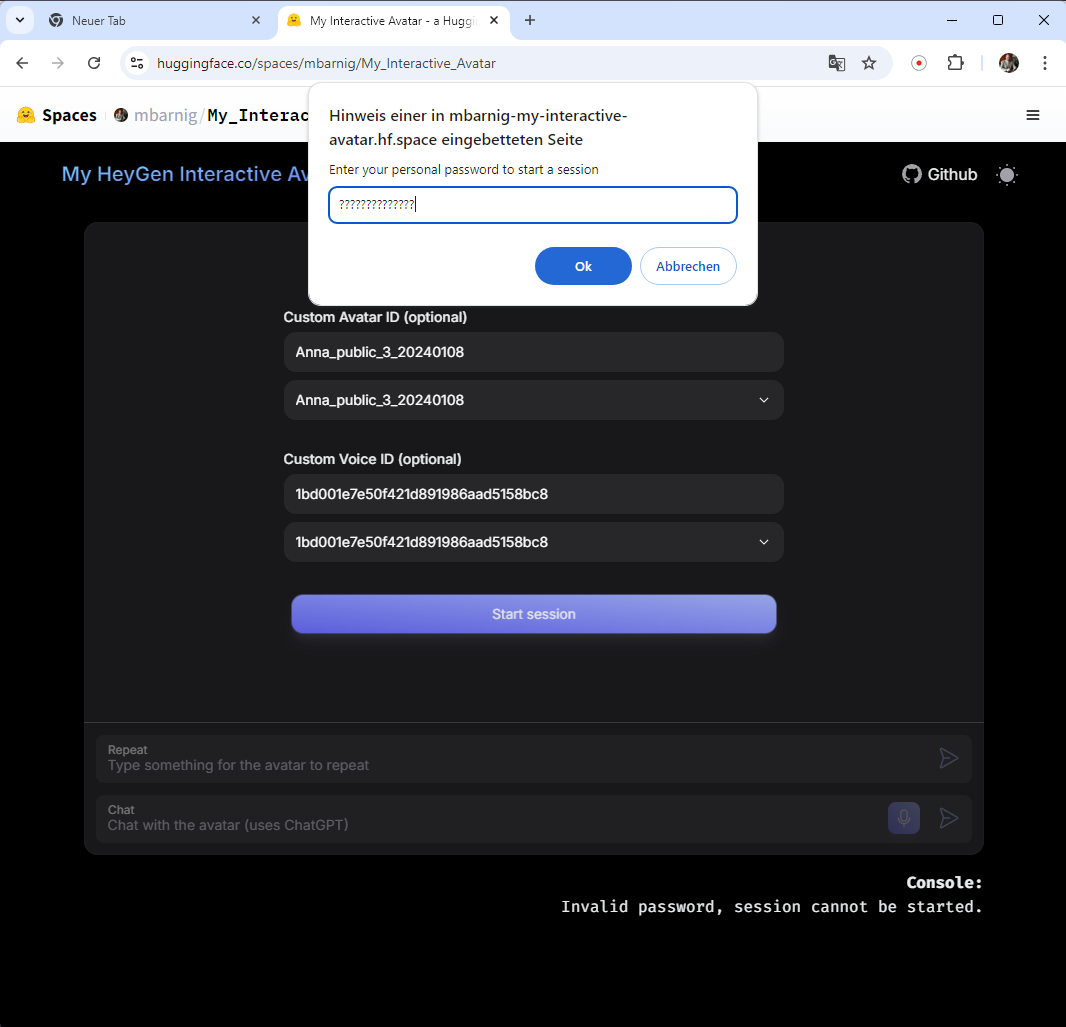 Neuer Tab
My Interactive Avatar - a Huggi
huggingface.co/spaces/mbarnig/My_Interactive_Avatar
Spaces
mbarnig/My_Interac
Hinweis einer in mbarnig-my-interactive-
avatar.hf.space eingebetteten Seite
Enter your personal password to start a session
??????????????
Ok
Abbrechen
My HeyGen Interactive Av
Github
Custom Avatar ID (optional)
Anna_public_3_20240108
Anna_public_3_20240108
Custom Voice ID (optional)
1bd001e7e50f421d891986aad5158bc8
1bd001e7e50f421d891986aad5158bc8
Start session
Repeat
Type something for the avatar to repeat
Chat
Chat with the avatar (uses ChatGPT)
Console:
Invalid password, session cannot be started.